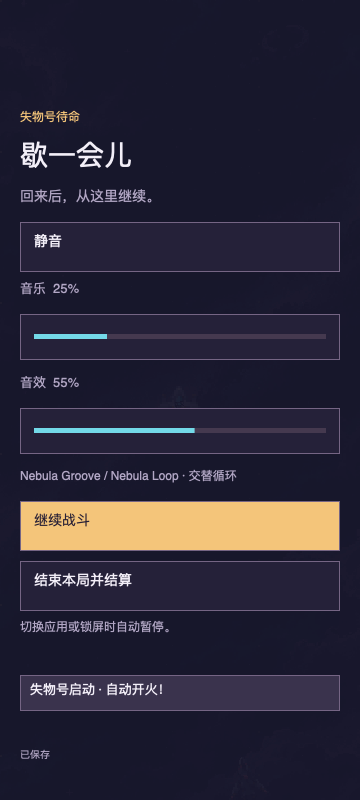 失物号待命
歇一会儿
回来后，从这里继续。
静音
音乐 25%
音效 55%
Nebula Groove / Nebula Loop · 交替循环
继续战斗
结束本局并结算
切换应用或锁屏时自动暂停。
失物号启动 · 自动开火！
已保存